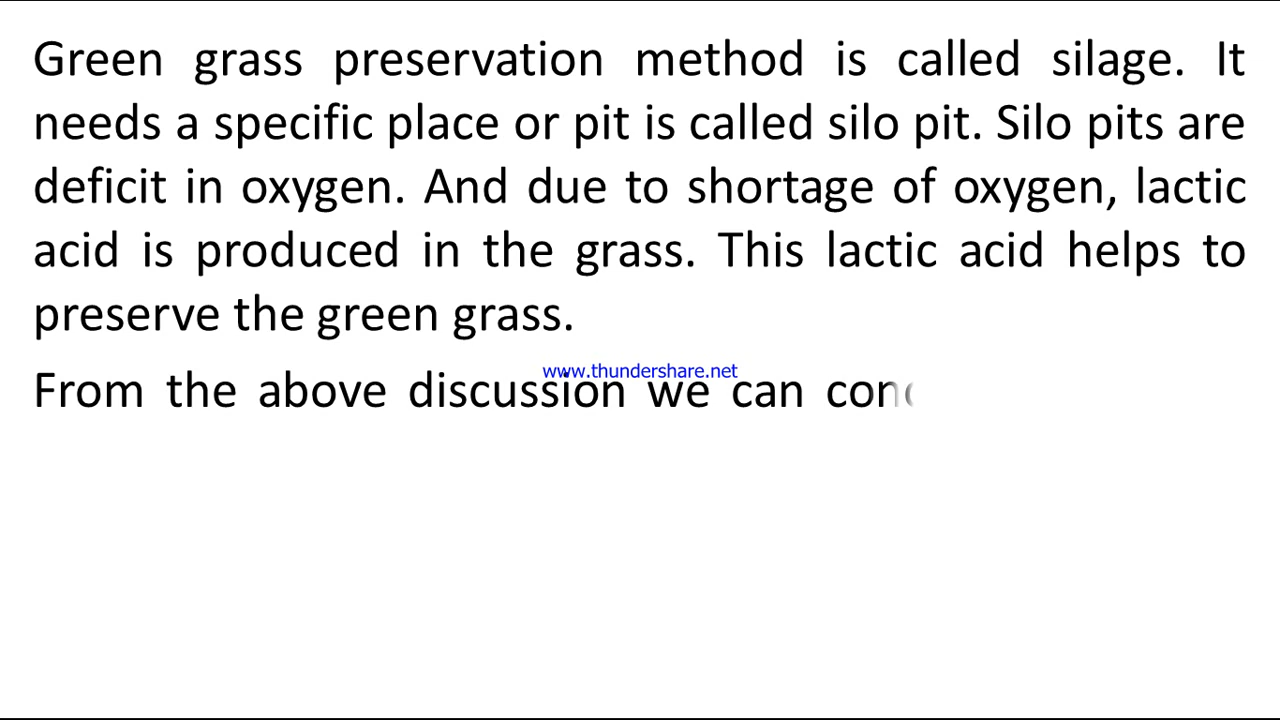 Green grass preservation method is called silage. It
needs a specific place or pit is called silo pit. Silo pits are
deficit in oxygen. And due to shortage of oxygen, lactic
acid is produced in the grass. This lactic acid helps to
preserve the green grass.
www.thundershare.net
From the above discussion we can con